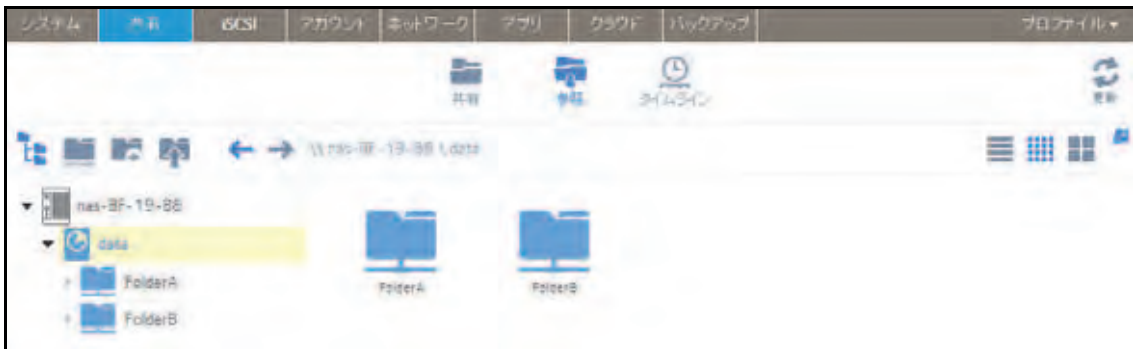 システム 共有 iSCSI アカウント ネットワーク アプリ クラウド バックアップ プロファイル
共有 参照 タイムライン 更新
\\ nas-BF-19-BB \ data
nas-BF-19-BB
data
FolderA
FolderB
FolderA FolderB